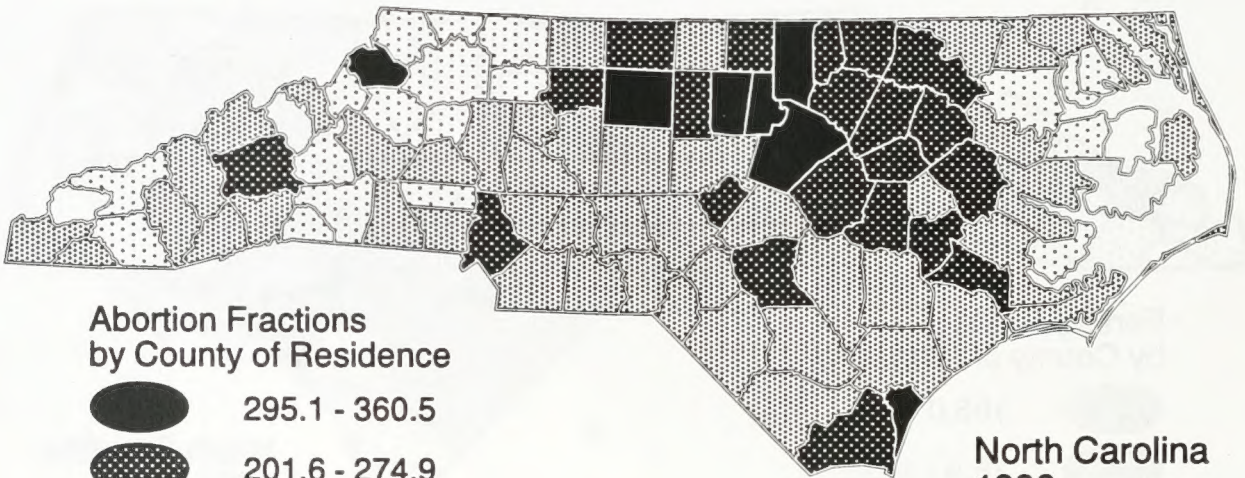 Abortion Fractions
by County of Residence
295.1 - 360.5
201.6 - 274.9
North Carolina